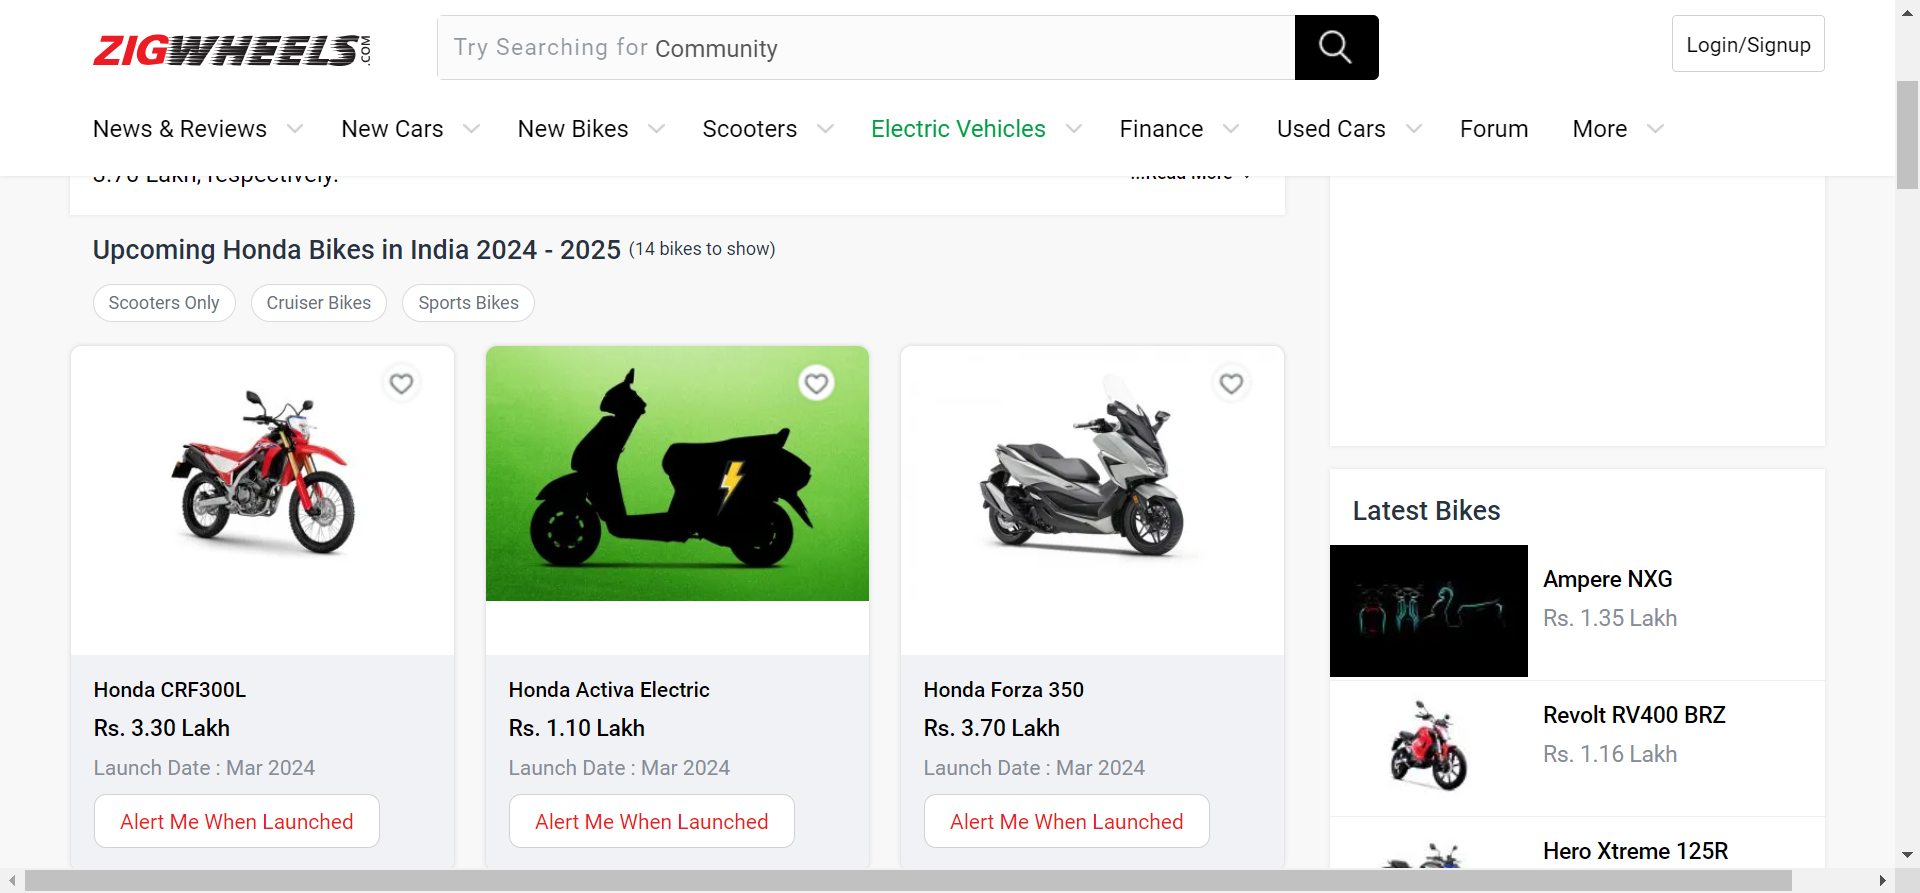 ZIGWHEELS.COM
Try Searching for Community
Login/Signup
News & Reviews
New Cars
New Bikes
Scooters
Electric Vehicles
Finance
Used Cars
Forum
More
3.70 Lakh, respectively.
...Read More
Upcoming Honda Bikes in India 2024 - 2025 (14 bikes to show)
Scooters Only
Cruiser Bikes
Sports Bikes
Honda CRF300L
Rs. 3.30 Lakh
Launch Date : Mar 2024
Alert Me When Launched
Honda Activa Electric
Rs. 1.10 Lakh
Launch Date : Mar 2024
Alert Me When Launched
Honda Forza 350
Rs. 3.70 Lakh
Launch Date : Mar 2024
Alert Me When Launched
Latest Bikes
Ampere NXG
Rs. 1.35 Lakh
Revolt RV400 BRZ
Rs. 1.16 Lakh
Hero Xtreme 125R